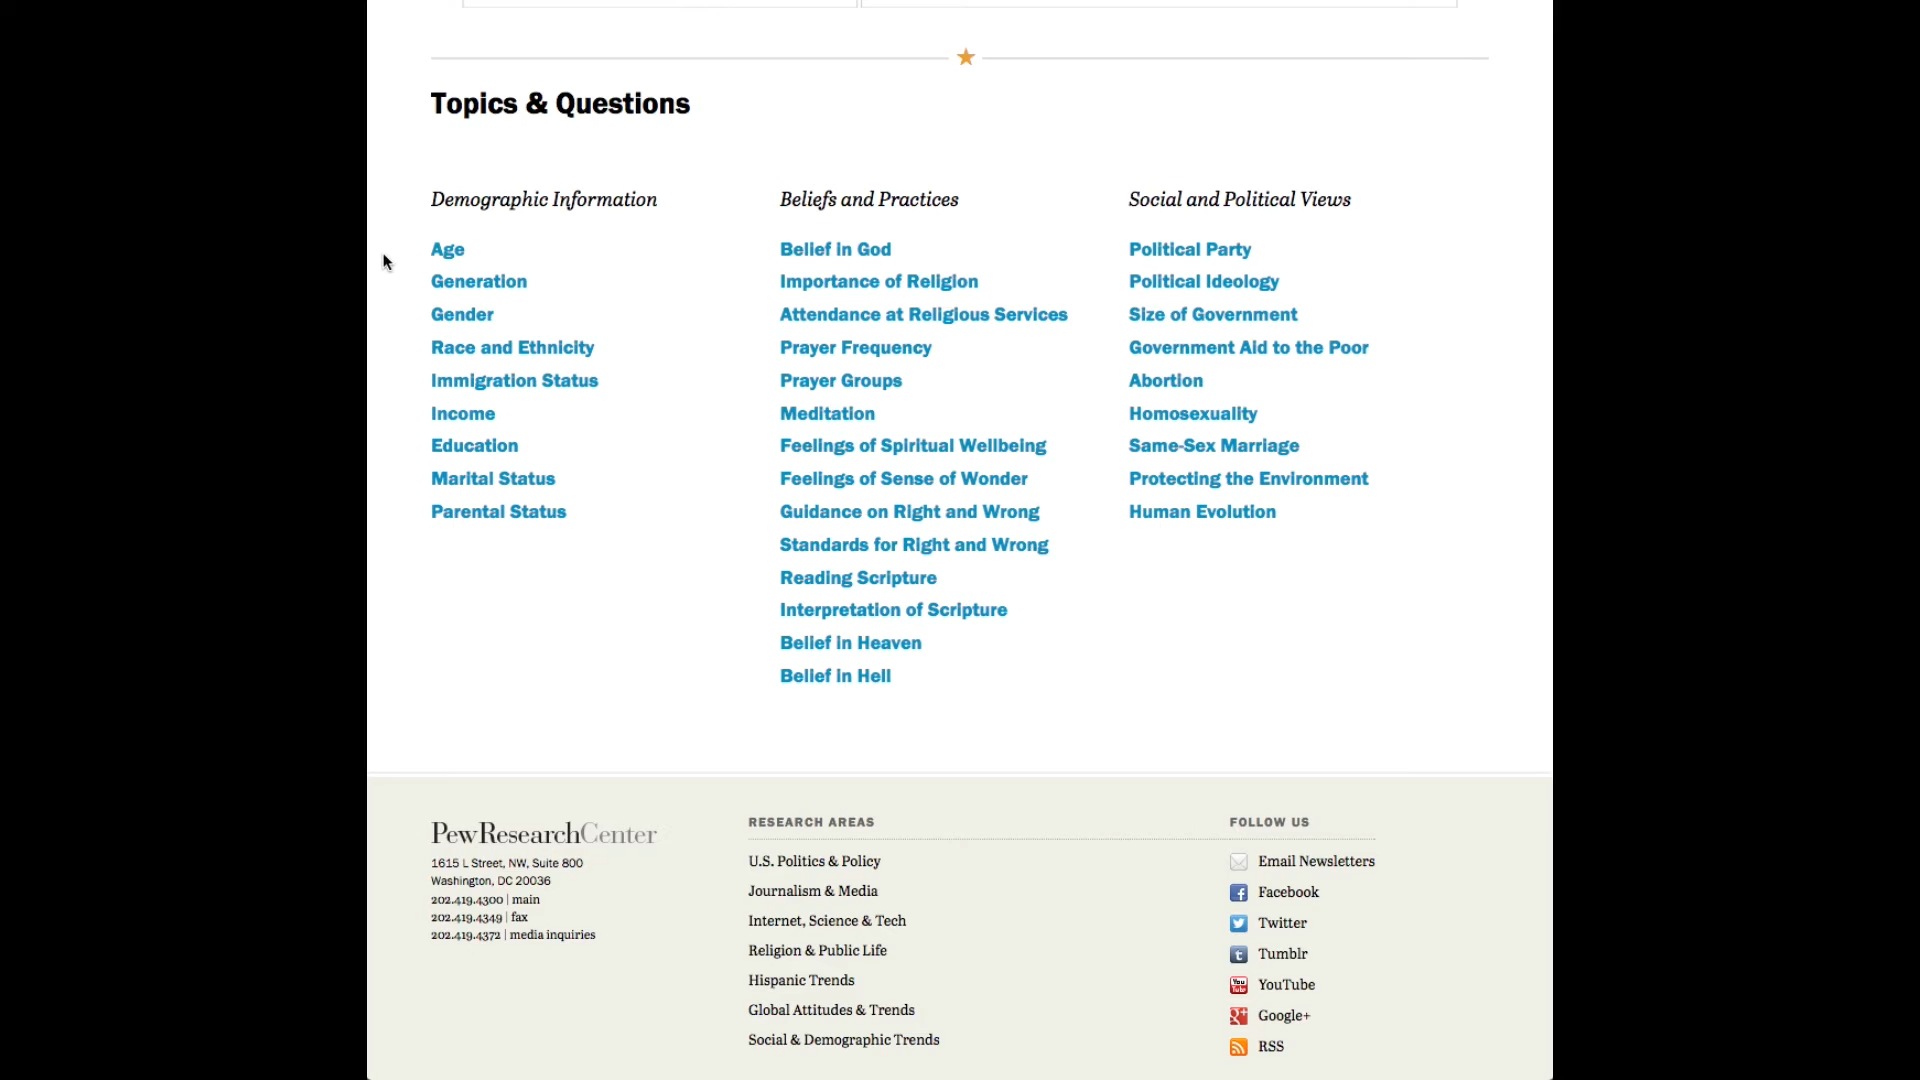 Topics & Questions
Demographic Information
Age
Generation
Gender
Race and Ethnicity
Immigration Status
Income
Education
Marital Status
Parental Status
Beliefs and Practices
Belief in God
Importance of Religion
Attendance at Religious Services
Prayer Frequency
Prayer Groups
Meditation
Feelings of Spiritual Wellbeing
Feelings of Sense of Wonder
Guidance on Right and Wrong
Standards for Right and Wrong
Reading Scripture
Interpretation of Scripture
Belief in Heaven
Belief in Hell
Social and Political Views
Political Party
Political Ideology
Size of Government
Government Aid to the Poor
Abortion
Homosexuality
Same-Sex Marriage
Protecting the Environment
Human Evolution
PewResearchCenter
1615 L Street, NW, Suite 800
Washington, DC 20036
202.419.4300 | main
202.419.4349 | fax
202.419.4372 | media inquiries
RESEARCH AREAS
U.S. Politics & Policy
Journalism & Media
Internet, Science & Tech
Religion & Public Life
Hispanic Trends
Global Attitudes & Trends
Social & Demographic Trends
FOLLOW US
Email Newsletters
Facebook
Twitter
Tumblr
YouTube
Google+
RSS